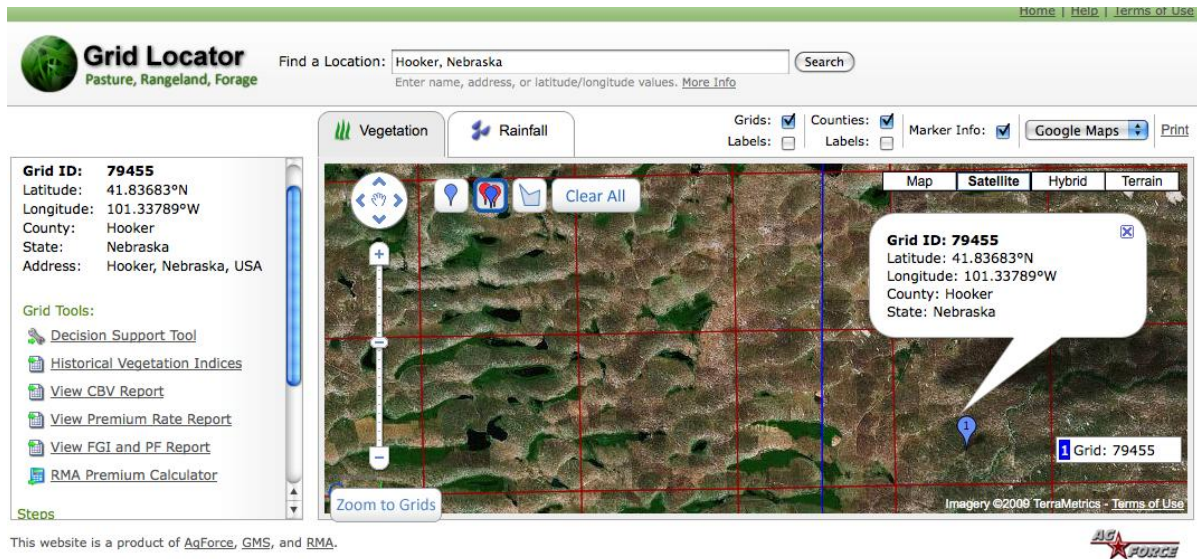 Home | Help | Terms of Use
Grid Locator
Pasture, Rangeland, Forage
Find a Location: Hooker, Nebraska Search
Enter name, address, or latitude/longitude values. More Info
Vegetation Rainfall
Grids: Counties: Marker Info: Google Maps Print
Labels: Labels:
Grid ID: 79455
Latitude: 41.83683°N
Longitude: 101.33789°W
County: Hooker
State: Nebraska
Address: Hooker, Nebraska, USA
Grid Tools:
Decision Support Tool
Historical Vegetation Indices
View CBV Report
View Premium Rate Report
View FGI and PF Report
RMA Premium Calculator
Steps
Clear All
Map Satellite Hybrid Terrain
Grid ID: 79455
Latitude: 41.83683°N
Longitude: 101.33789°W
County: Hooker
State: Nebraska
1
1 Grid: 79455
Zoom to Grids
Imagery ©2009 TerraMetrics - Terms of Use
This website is a product of AgForce, GMS, and RMA.
AG FORCE